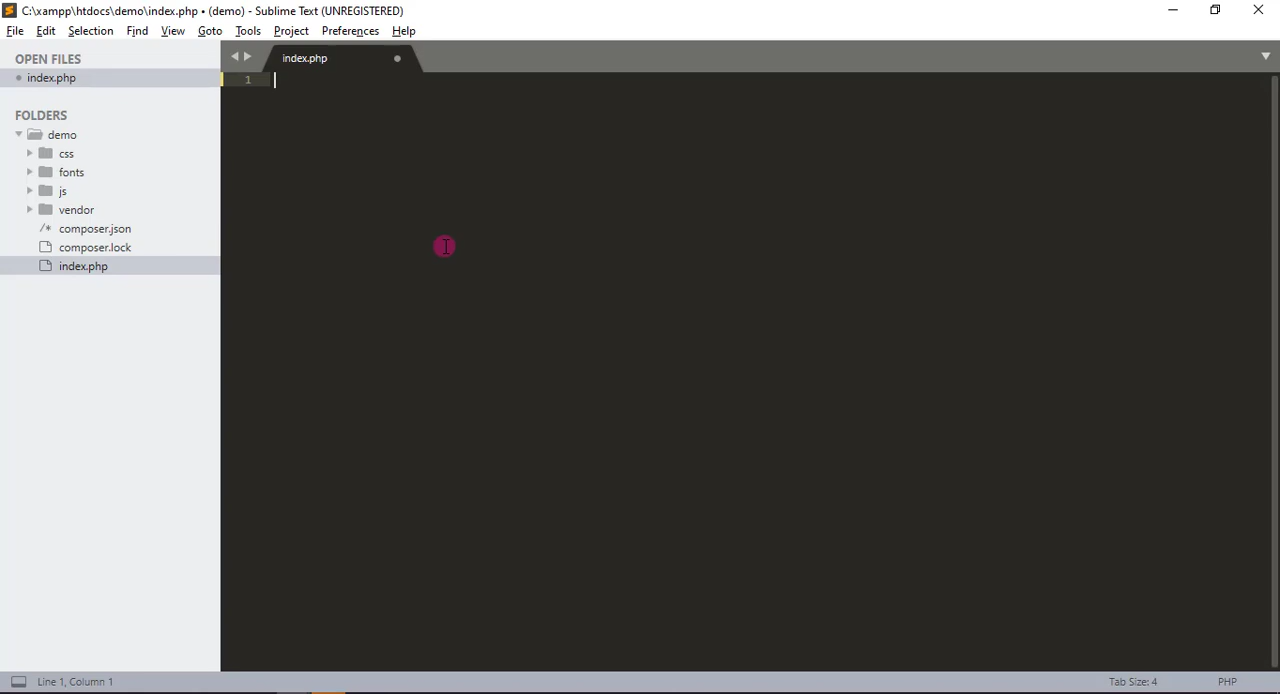 C:\xampp\htdocs\demo\index.php • (demo) - Sublime Text (UNREGISTERED)
File Edit Selection Find View Goto Tools Project Preferences Help
OPEN FILES
index.php
index.php
1
FOLDERS
demo
css
fonts
js
vendor
/* composer.json
composer.lock
index.php
Line 1, Column 1
Tab Size: 4
PHP